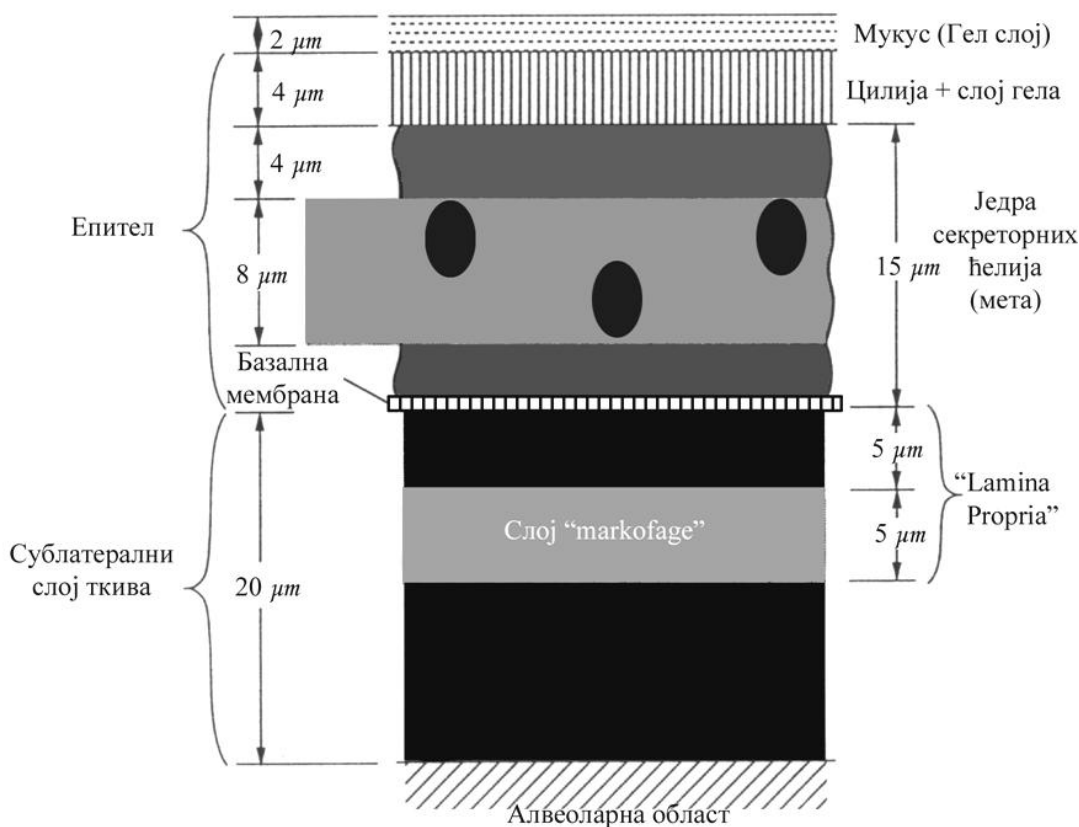 2 µm
Мукус (Гел слој)
4 µm
Цилија + слој гела
4 µm
Епител
8 µm
Једра
секреторних
ћелија
(мета)
15 µm
Базална
мембрана
5 µm
“Lamina
Propria”
5 µm
Слој “markofage”
Сублатерални
слој ткива
20 µm
Алвеоларна област